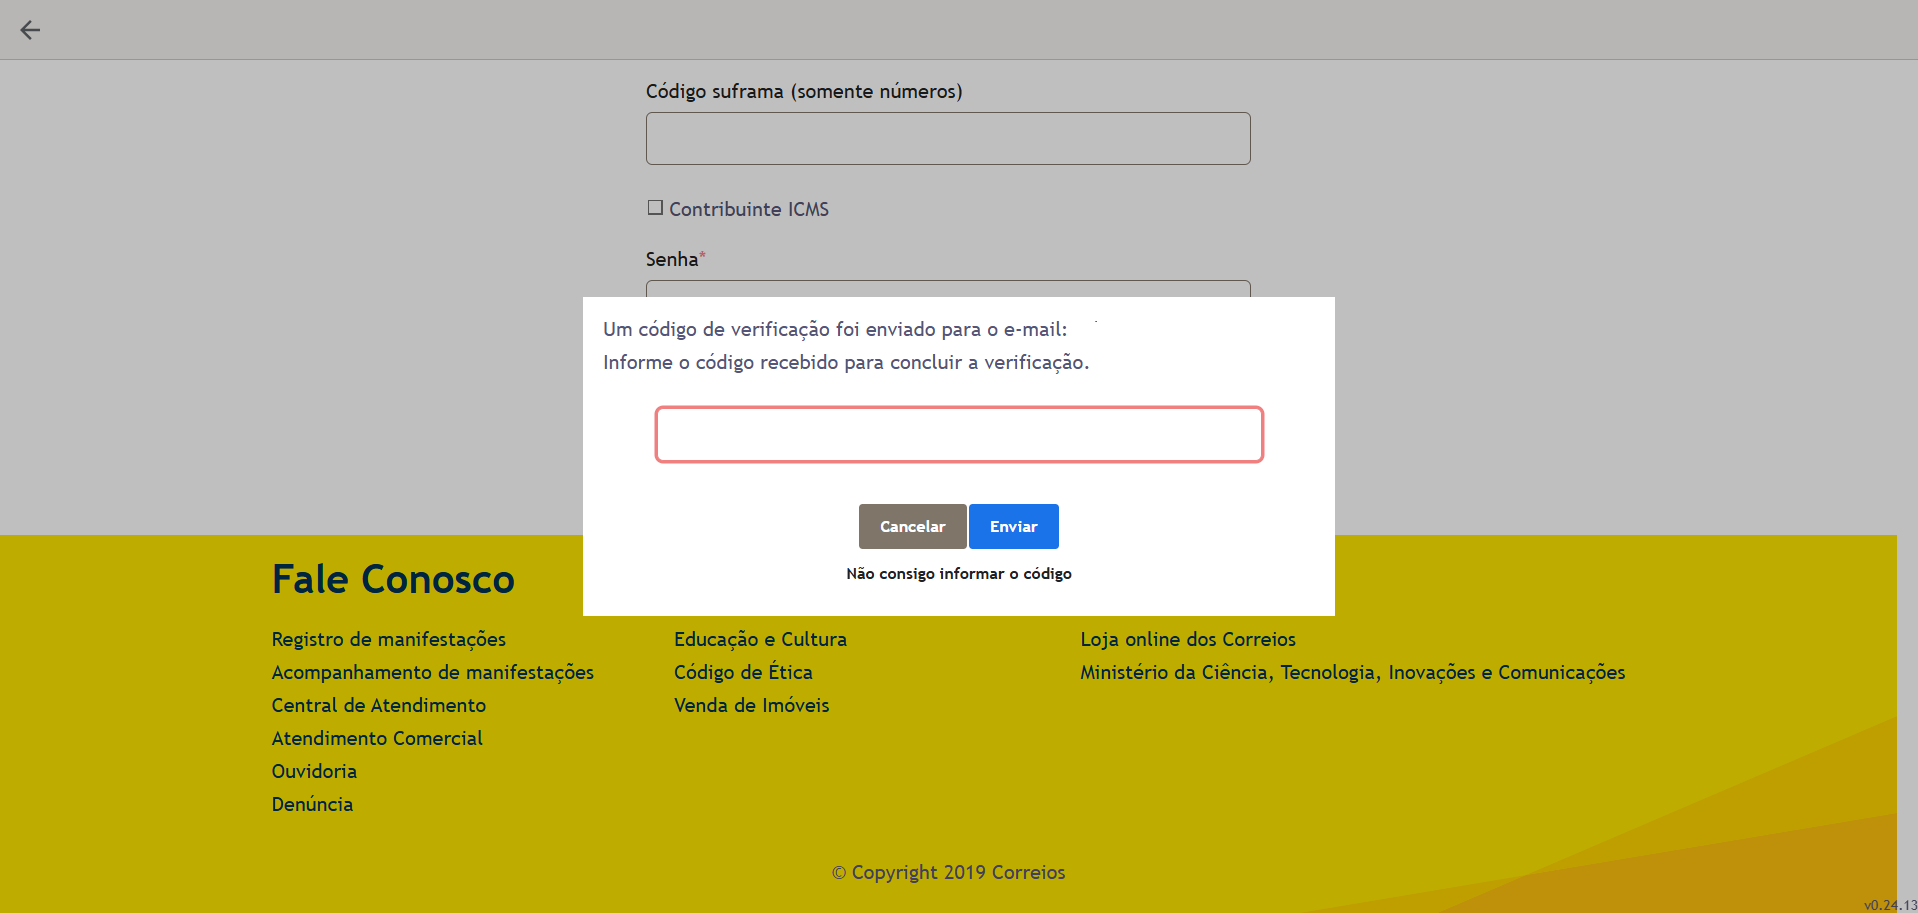 Código suframa (somente números)
Contribuinte ICMS
Senha*
Um código de verificação foi enviado para o e-mail:
Informe o código recebido para concluir a verificação.
Cancelar
Enviar
Não consigo informar o código
Fale Conosco
Registro de manifestações
Acompanhamento de manifestações
Central de Atendimento
Atendimento Comercial
Ouvidoria
Denúncia
Educação e Cultura
Código de Ética
Venda de Imóveis
Loja online dos Correios
Ministério da Ciência, Tecnologia, Inovações e Comunicações
© Copyright 2019 Correios
v0.24.13